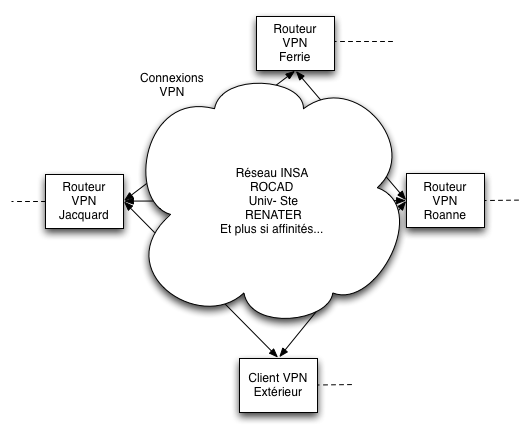 Routeur
VPN
Ferrie
Connexions
VPN
Réseau INSA
ROCAD
Univ- Ste
RENATER
Et plus si affinités...
Routeur
VPN
Jacquard
Routeur
VPN
Roanne
Client VPN
Extérieur